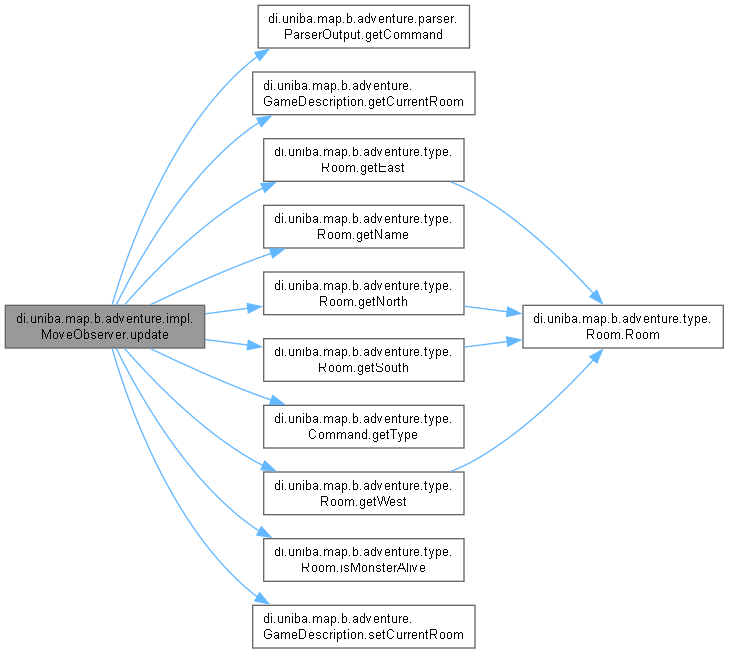 di.uniba.map.b.adventure.parser.
ParserOutput.getCommand
di.uniba.map.b.adventure.
GameDescription.getCurrentRoom
di.uniba.map.b.adventure.type.
Room.getEast
di.uniba.map.b.adventure.type.
Room.getName
di.uniba.map.b.adventure.type.
Room.getNorth
di.uniba.map.b.adventure.impl.
MoveObserver.update
di.uniba.map.b.adventure.type.
Room.Room
di.uniba.map.b.adventure.type.
Room.getSouth
di.uniba.map.b.adventure.type.
Command.getType
di.uniba.map.b.adventure.type.
Room.getWest
di.uniba.map.b.adventure.type.
Room.isMonsterAlive
di.uniba.map.b.adventure.
GameDescription.setCurrentRoom